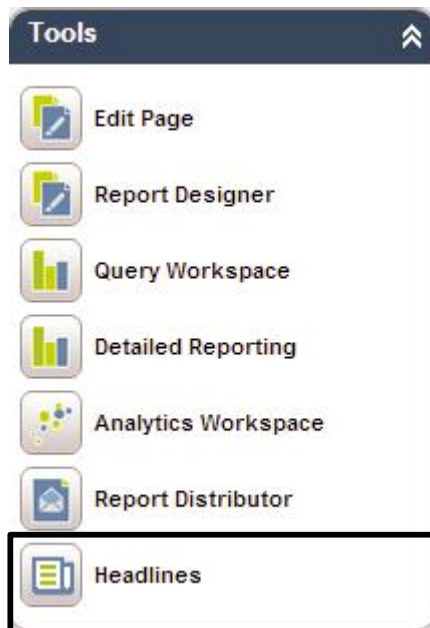 Tools
Edit Page
Report Designer
Query Workspace
Detailed Reporting
Analytics Workspace
Report Distributor
Headlines